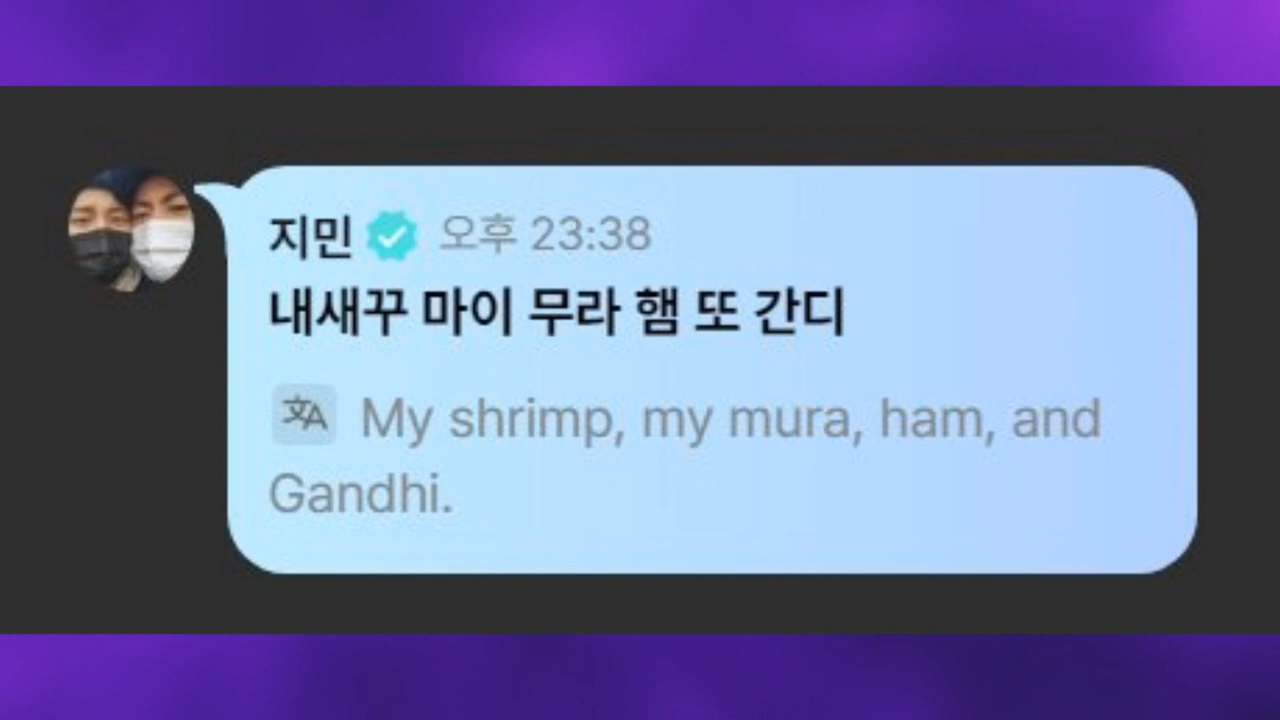 지민 오후 23:38
내새꾸 마이 무라 햄 또 간디
My shrimp, my mura, ham, and
Gandhi.